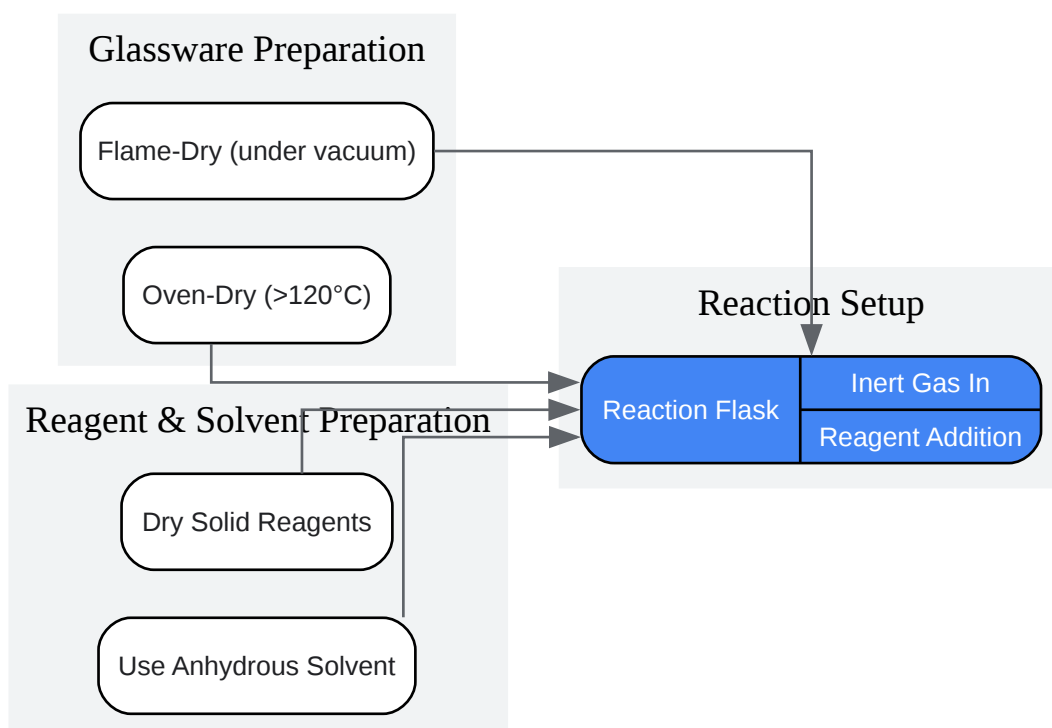 Glassware Preparation
Flame-Dry (under vacuum)
Oven-Dry (>120°C)
Reagent & Solvent Preparation
Dry Solid Reagents
Use Anhydrous Solvent
Reaction Setup
Reaction Flask
Inert Gas In
Reagent Addition